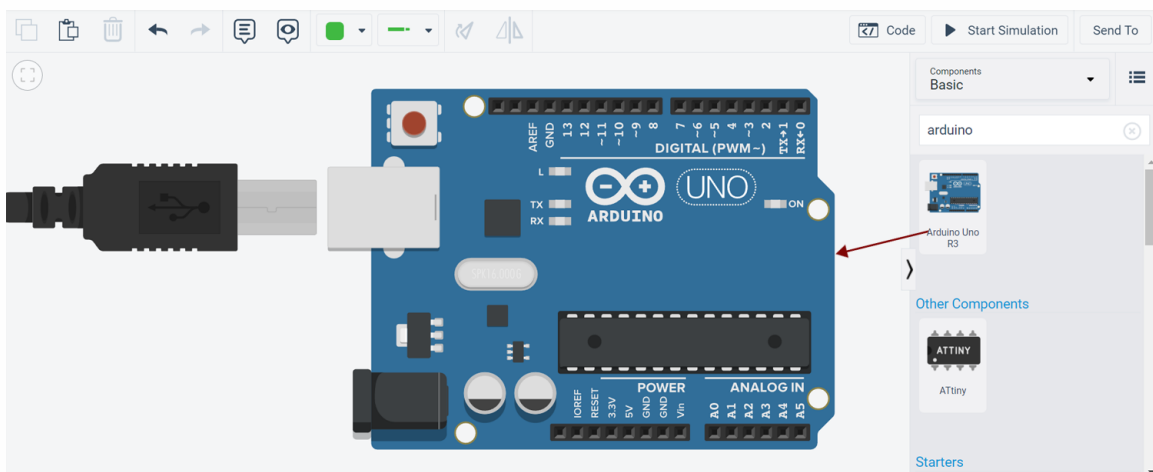 Code
Start Simulation
Send To
Components
Basic
arduino
Arduino Uno
R3
Other Components
ATTINY
ATtiny
Starters
AREF
GND
13
12
~11
~10
~9
8
7
~6
~5
4
~3
2
TX→1
RX←0
DIGITAL (PWM~)
L
TX
RX
ARDUINO
UNO
ON
POWER
ANALOG IN
IOREF
RESET
3.3V
5V
GND
GND
Vin
A0
A1
A2
A3
A4
A5